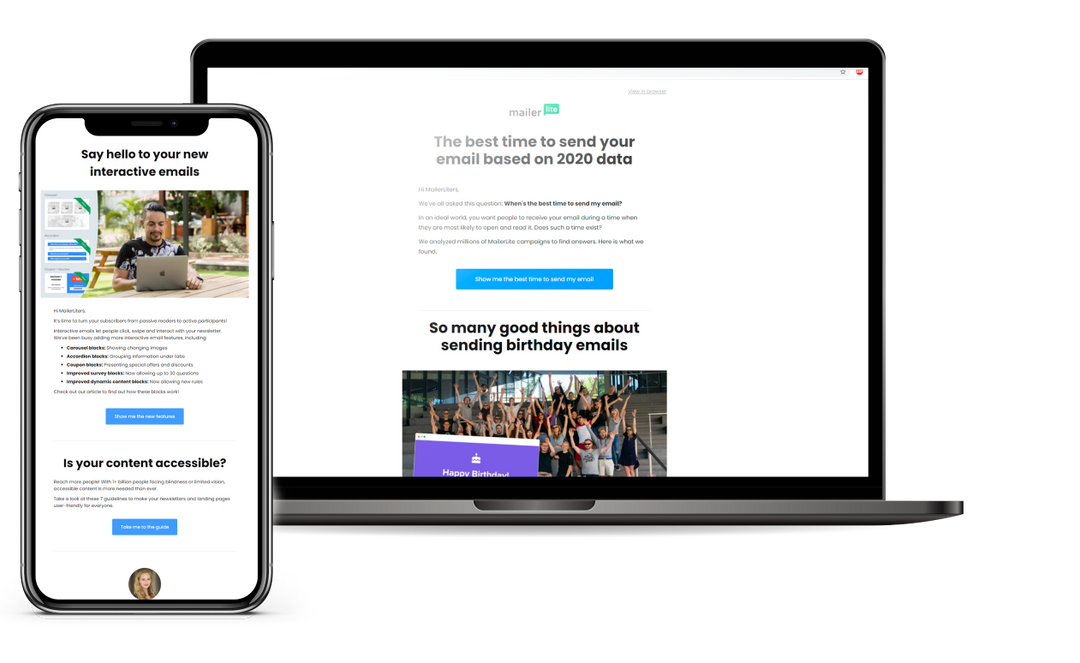 Say hello to your new
interactive emails
Hi MailerLiters,
It's time to turn your subscribers from passive readers to active participants!
Interactive emails let people click, swipe and interact with your newsletter.
We've been busy adding more interactive email features, including:
• Carousel blocks: Showing changing images
• Accordion blocks: Grouping information under tabs
• Coupon blocks: Presenting special offers and discounts
• Improved survey blocks: Now allowing up to 30 questions
• Improved dynamic content blocks: Now allowing new rules
Check out our article to find out how these blocks work!
Show me the new features
Is your content accessible?
Reach more people! With 1+ billion people facing blindness or limited vision,
accessible content is more needed than ever.
Take a look at these 7 guidelines to make your newsletters and landing pages
user-friendly for everyone.
Take me to the guide
View in browser
mailer lite
The best time to send your
email based on 2020 data
Hi MailerLiters,
We've all asked this question: When's the best time to send my email?
In an ideal world, you want people to receive your email during a time when
they are most likely to open and read it. Does such a time exist?
We analyzed millions of MailerLite campaigns to find answers. Here is what we
found.
Show me the best time to send my email
So many good things about
sending birthday emails
Happy Birthday!